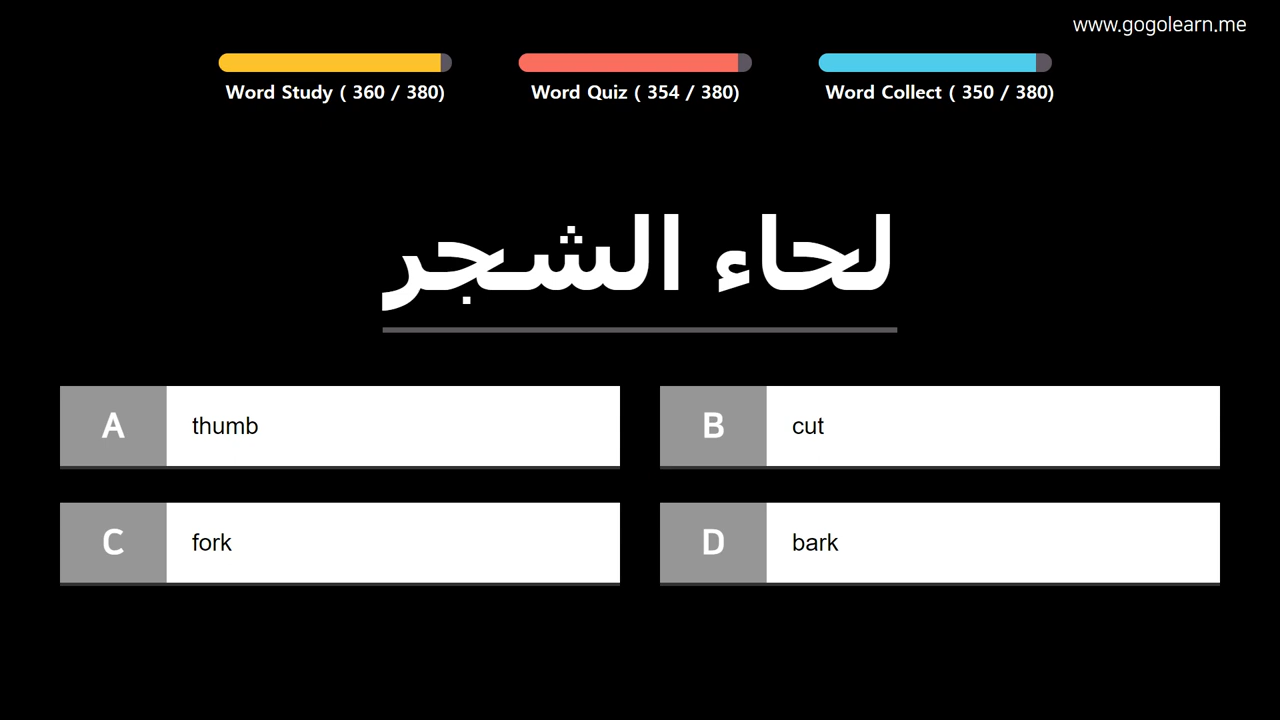 www.gogolearn.me
Word Study ( 360 / 380)
Word Quiz ( 354 / 380)
Word Collect ( 350 / 380)
لحاء الشجر
A thumb
B cut
C fork
D bark